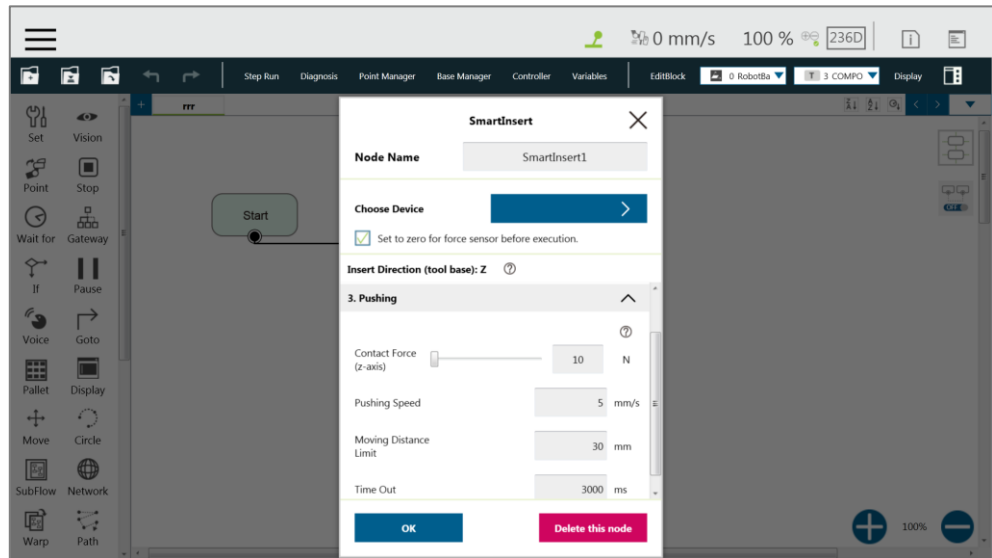 0 mm/s 100 % 236D
Step Run Diagnosis Point Manager Base Manager Controller Variables EditBlock 0 RobotBa T 3 COMPO Display
+ rrr
Set Vision
Point Stop
Wait for Gateway
If Pause
Voice Goto
Pallet Display
Move Circle
SubFlow Network
Warp Path
Start
SmartInsert
Node Name SmartInsert1
Choose Device
Set to zero for force sensor before execution.
Insert Direction (tool base): Z ?
3. Pushing
?
Contact Force
(z-axis) 10 N
Pushing Speed 5 mm/s
Moving Distance
Limit 30 mm
Time Out 3000 ms
OK Delete this node
OFF
100%